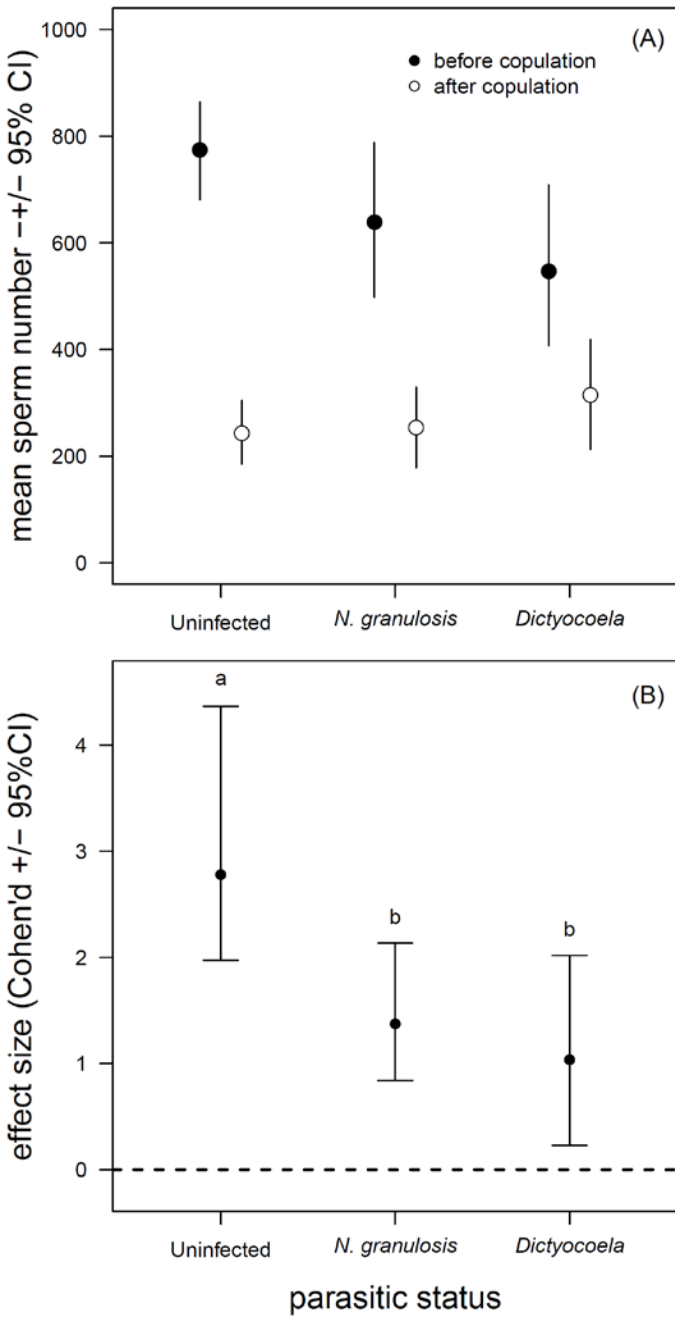 (A)
before copulation
after copulation
mean sperm number −+/− 95% CI
1000
800
600
400
200
0
Uninfected N. granulosis Dictyocoela
(B)
a
b
b
effect size (Cohen'd +/− 95%CI)
4
3
2
1
0
Uninfected N. granulosis Dictyocoela
parasitic status